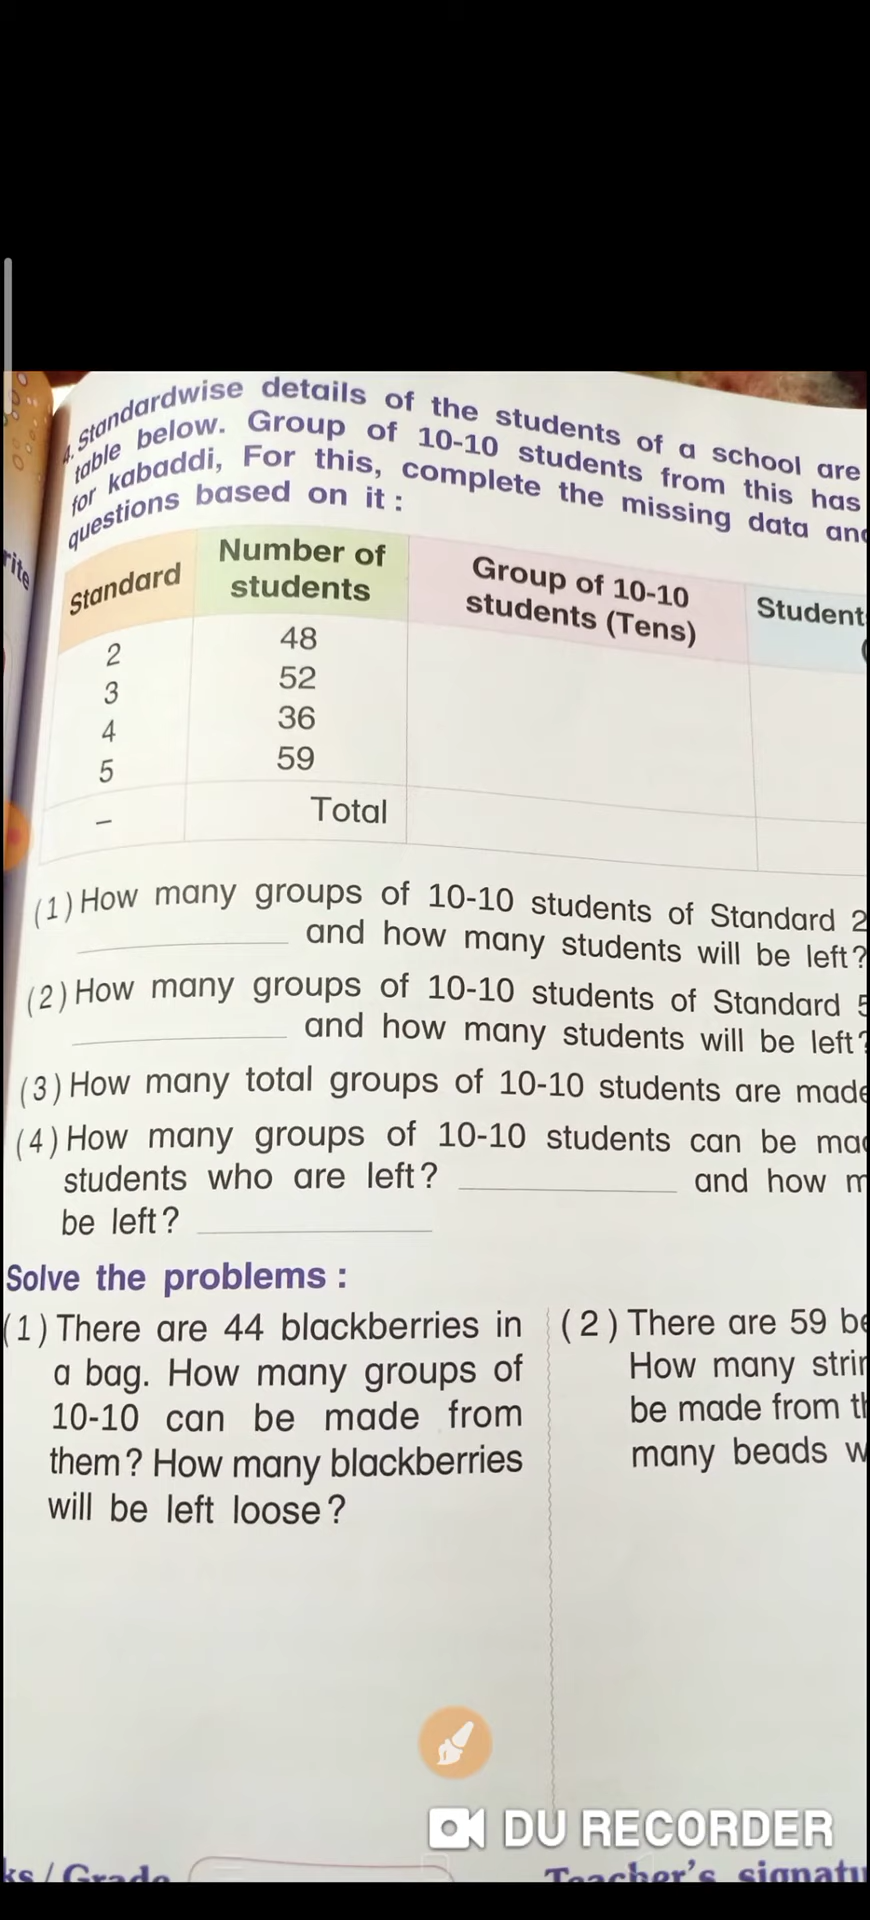 4. Standardwise details of the students of a school are
table below. Group of 10-10 students from this has
for kabaddi, For this, complete the missing data and
questions based on it :
rite
Standard Number of students Group of 10-10 students (Tens) Student
2 48
3 52
4 36
5 59
– Total
(1) How many groups of 10-10 students of Standard 2
____________ and how many students will be left?
(2) How many groups of 10-10 students of Standard 5
____________ and how many students will be left?
(3) How many total groups of 10-10 students are made
(4) How many groups of 10-10 students can be
students who are left? ____________ and how
be left? ____________
Solve the problems :
(1) There are 44 blackberries in
a bag. How many groups of
10-10 can be made from
them? How many blackberries
will be left loose?
(2) There are 59
How many
be made from
many beads
DU RECORDER
ks / Grade
Teacher's signatu